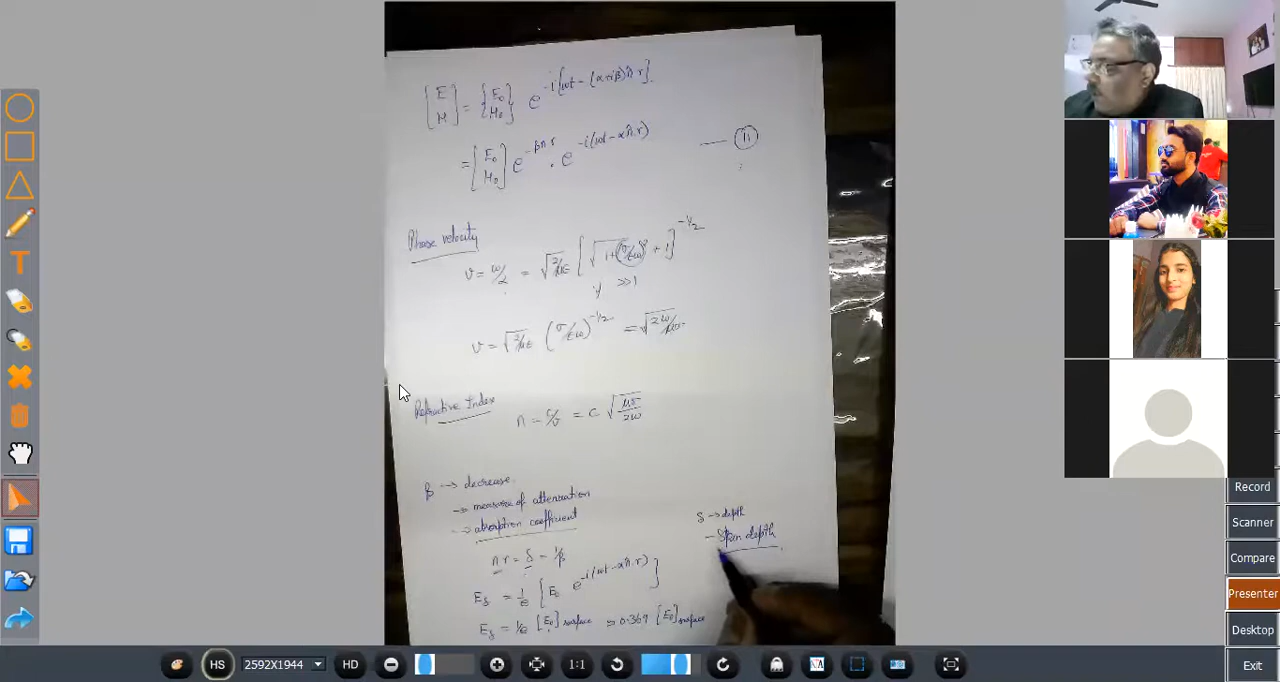 [E H] = [E₀ H₀] e^{-i[ωt-(α+iβ)n̂.r]}
= [E₀ H₀] e^{-βn̂.r} . e^{-i(ωt-αn̂.r)} — (11)
Phase velocity
v = ω/α = √(2/με) [√(1+(σ/εω)²) + 1]^{-1/2}
>>1
v = √(2/με) (σ/εω)^{-1/2} = √(2ω/μσ)
Refractive Index n = c/v = c √(μσ/2ω)
β → decrease
→ measure of attenuation
→ absorption coefficient
n̂.r = δ = 1/β
E_δ = 1/e [E₀ e^{-i(ωt-αn̂.r)}]
E_δ = 1/e [E₀] surface ≈ 0.367 [E₀] surface
δ → depth
— Skin depth
T
HS
2592X1944
HD
1:1
Record
Scanner
Compare
Presenter
Desktop
Exit